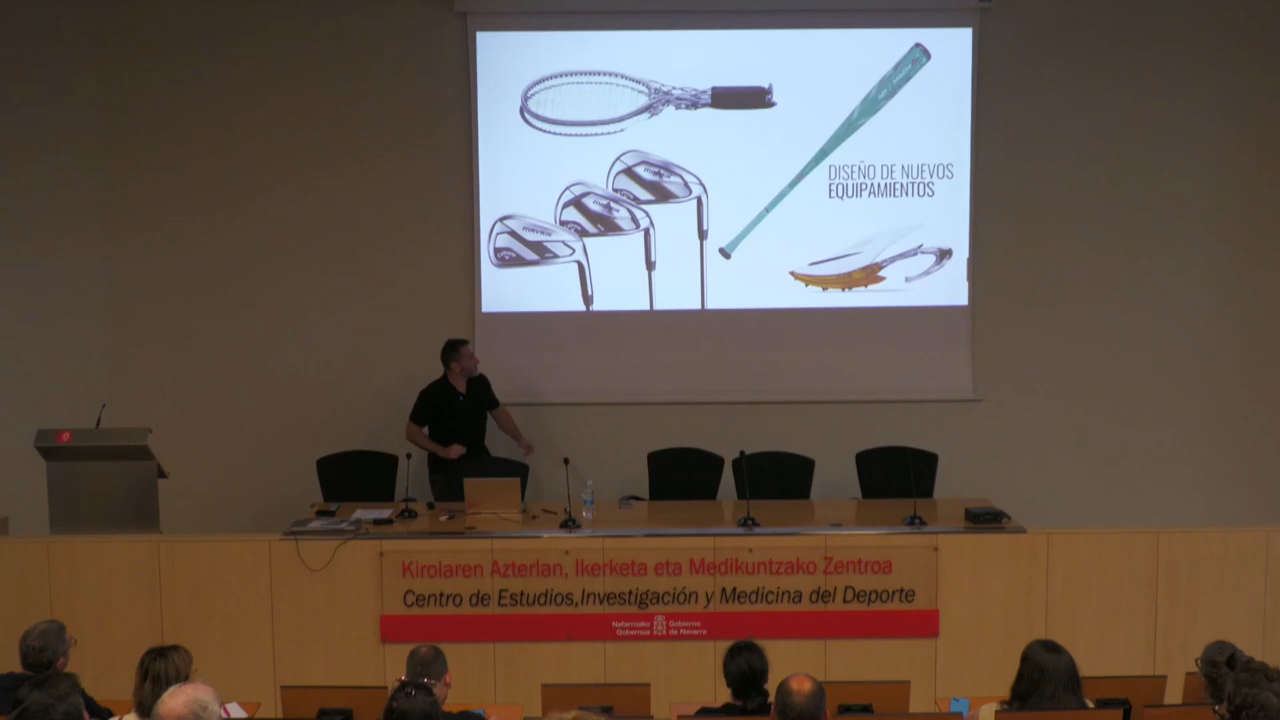 DISEÑO DE NUEVOS
EQUIPAMIENTOS
MAVRIK
Kirolaren Azterlan, Ikerketa eta Medikuntzako Zentroa
Centro de Estudios,Investigación y Medicina del Deporte
Nafarroako Gobernua
Gobierno de Navarra